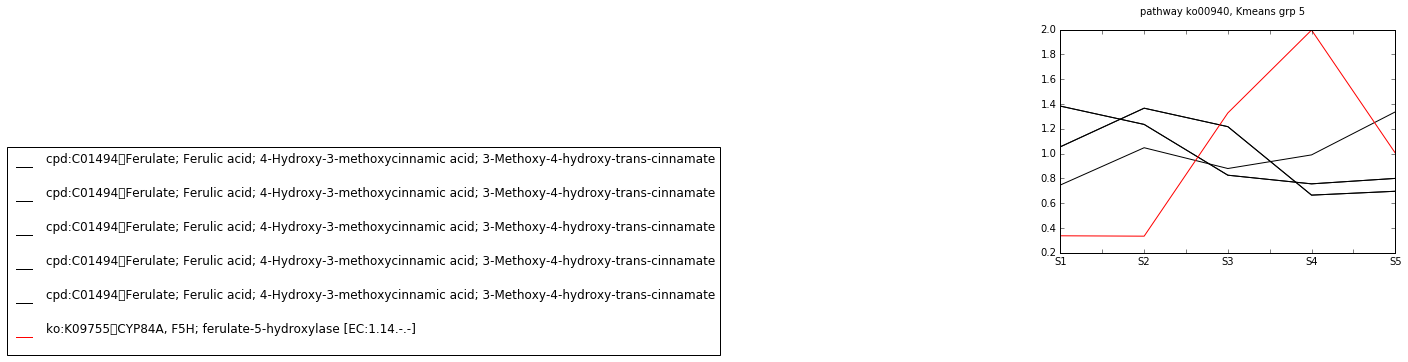 pathway ko00940, Kmeans grp 5
2.0
1.8
1.6
1.4
1.2
1.0
0.8
0.6
0.4
0.2
S1 S2 S3 S4 S5
cpd:C01494▯Ferulate; Ferulic acid; 4-Hydroxy-3-methoxycinnamic acid; 3-Methoxy-4-hydroxy-trans-cinnamate
cpd:C01494▯Ferulate; Ferulic acid; 4-Hydroxy-3-methoxycinnamic acid; 3-Methoxy-4-hydroxy-trans-cinnamate
cpd:C01494▯Ferulate; Ferulic acid; 4-Hydroxy-3-methoxycinnamic acid; 3-Methoxy-4-hydroxy-trans-cinnamate
cpd:C01494▯Ferulate; Ferulic acid; 4-Hydroxy-3-methoxycinnamic acid; 3-Methoxy-4-hydroxy-trans-cinnamate
cpd:C01494▯Ferulate; Ferulic acid; 4-Hydroxy-3-methoxycinnamic acid; 3-Methoxy-4-hydroxy-trans-cinnamate
ko:K09755▯CYP84A, F5H; ferulate-5-hydroxylase [EC:1.14.-.-]